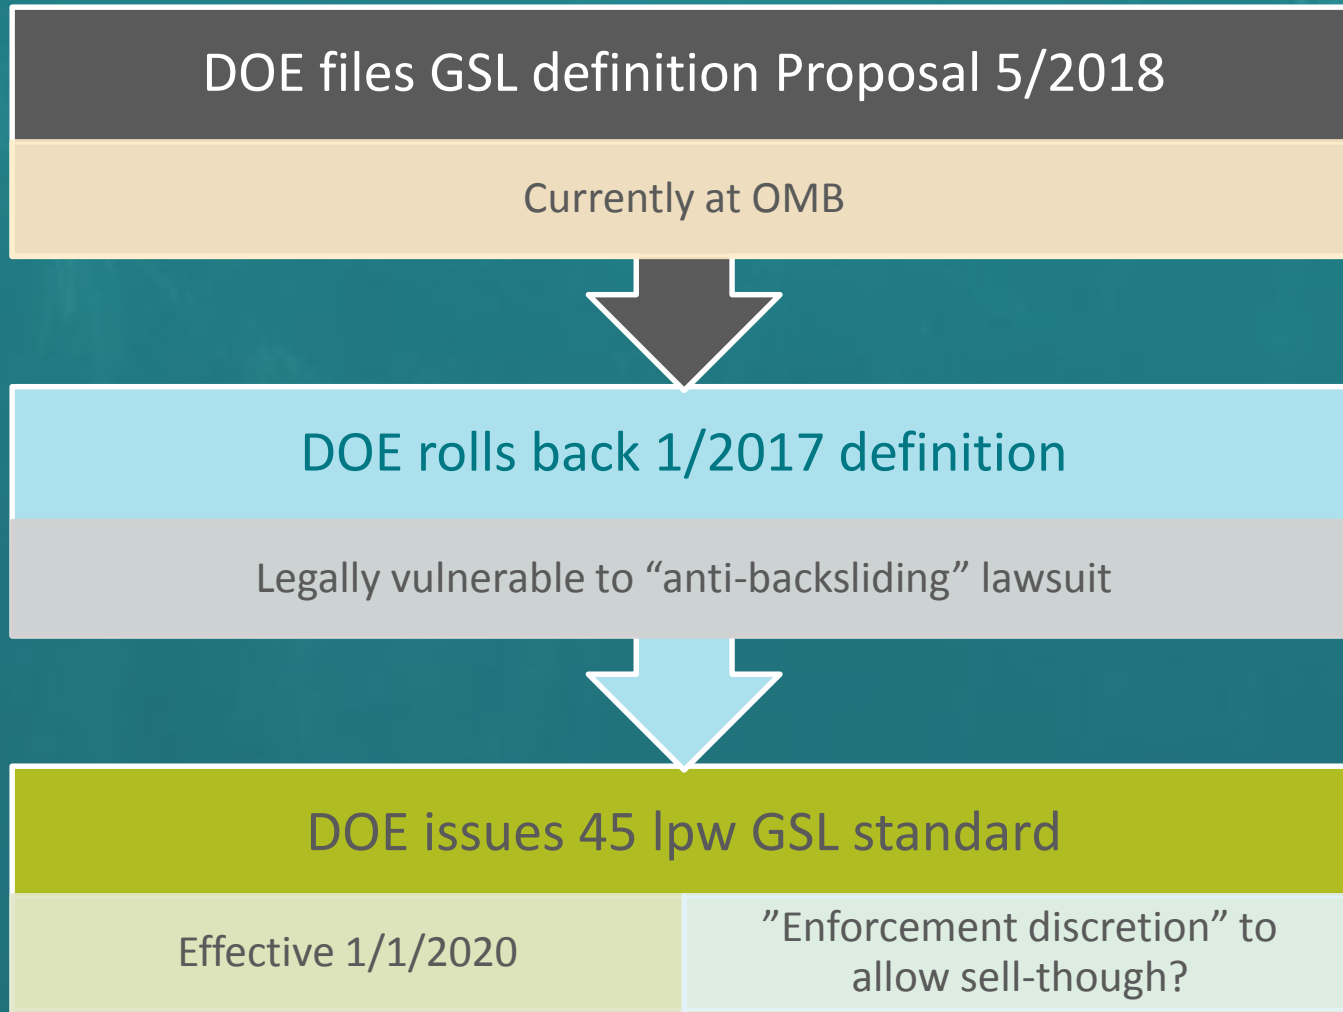 DOE files GSL definition Proposal 5/2018
Currently at OMB
DOE rolls back 1/2017 definition
Legally vulnerable to “anti-backsliding” lawsuit
DOE issues 45 lpw GSL standard
Effective 1/1/2020
”Enforcement discretion” to
allow sell-though?